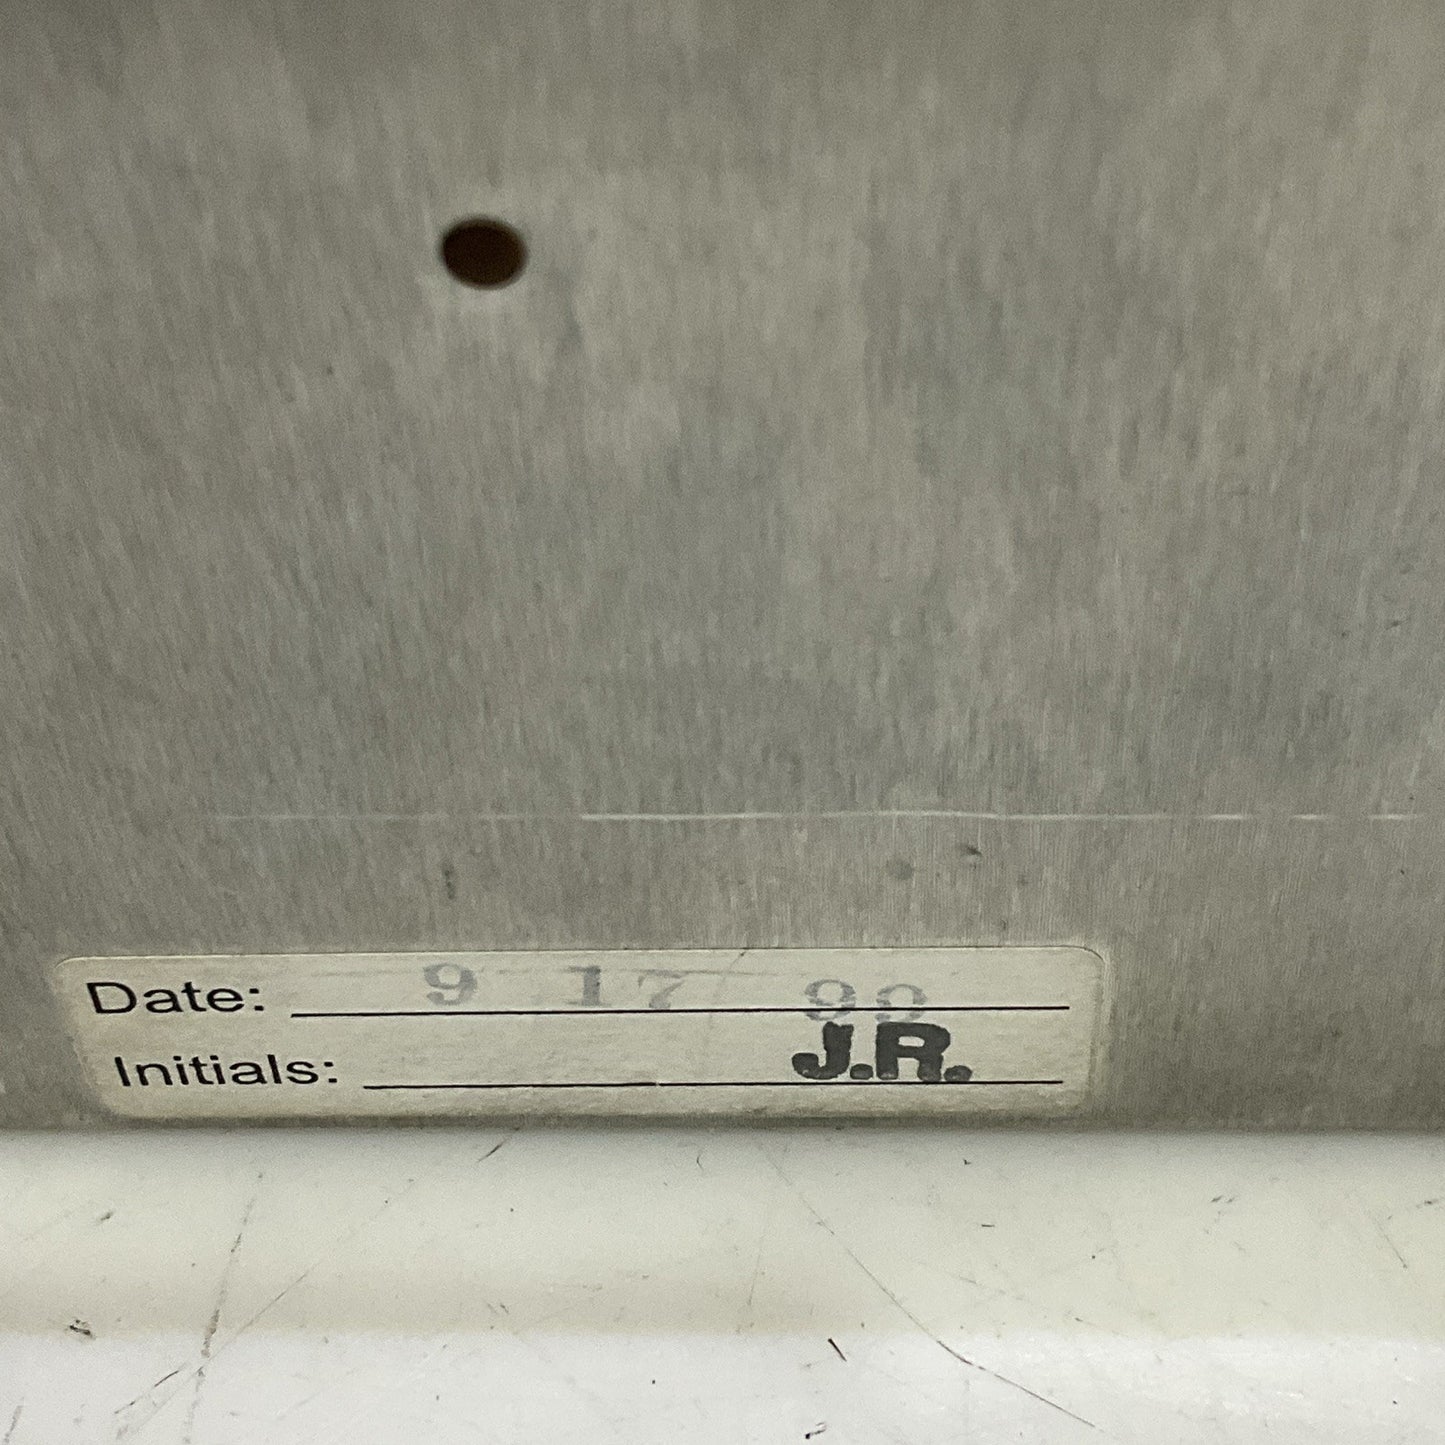 Date: 9 17
Initials: J.R.